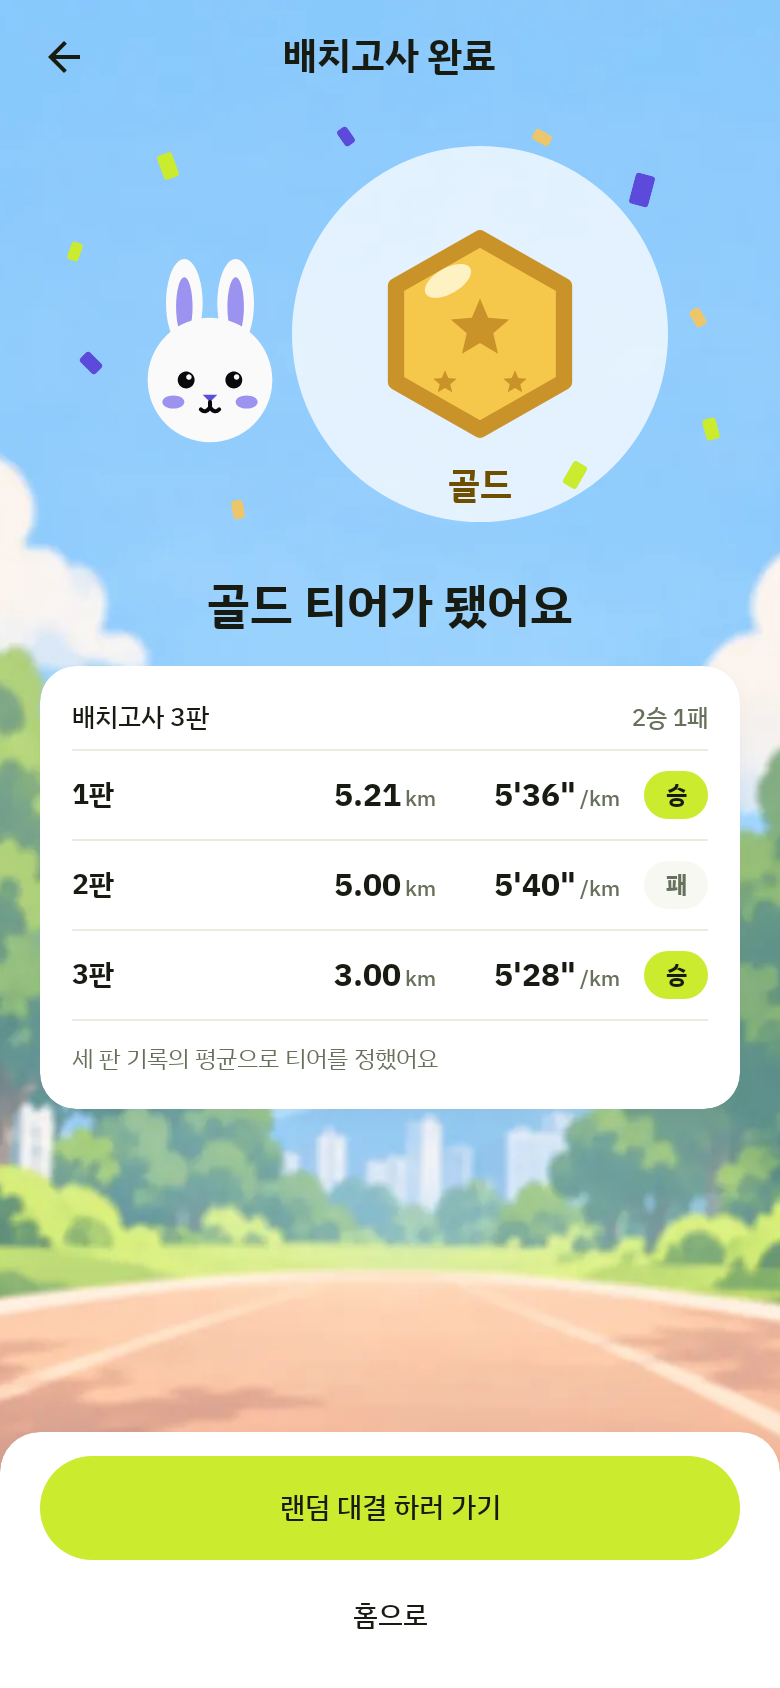 배치고사 완료
골드
골드 티어가 됐어요
배치고사 3판 2승 1패
1판 5.21 km 5'36" /km 승
2판 5.00 km 5'40" /km 패
3판 3.00 km 5'28" /km 승
세 판 기록의 평균으로 티어를 정했어요
랜덤 대결 하러 가기
홈으로